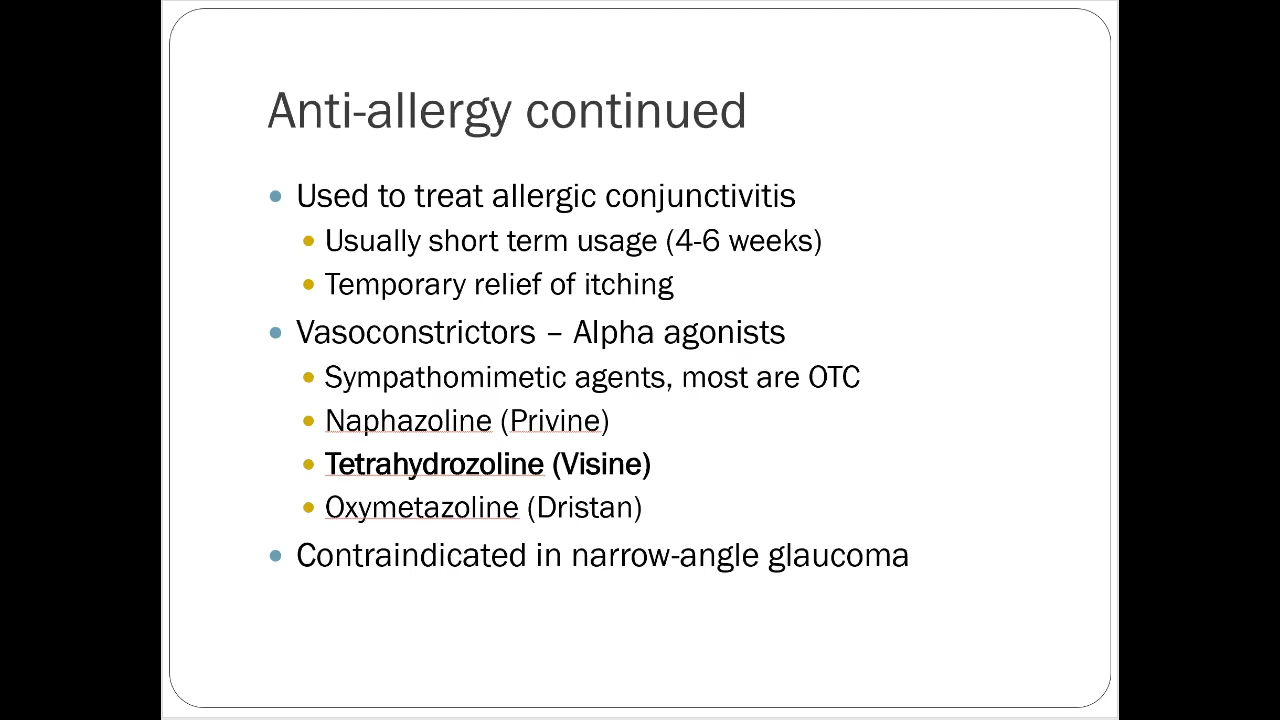 Anti-allergy continued
Used to treat allergic conjunctivitis
Usually short term usage (4-6 weeks)
Temporary relief of itching
Vasoconstrictors – Alpha agonists
Sympathomimetic agents, most are OTC
Naphazoline (Privine)
Tetrahydrozoline (Visine)
Oxymetazoline (Dristan)
Contraindicated in narrow-angle glaucoma